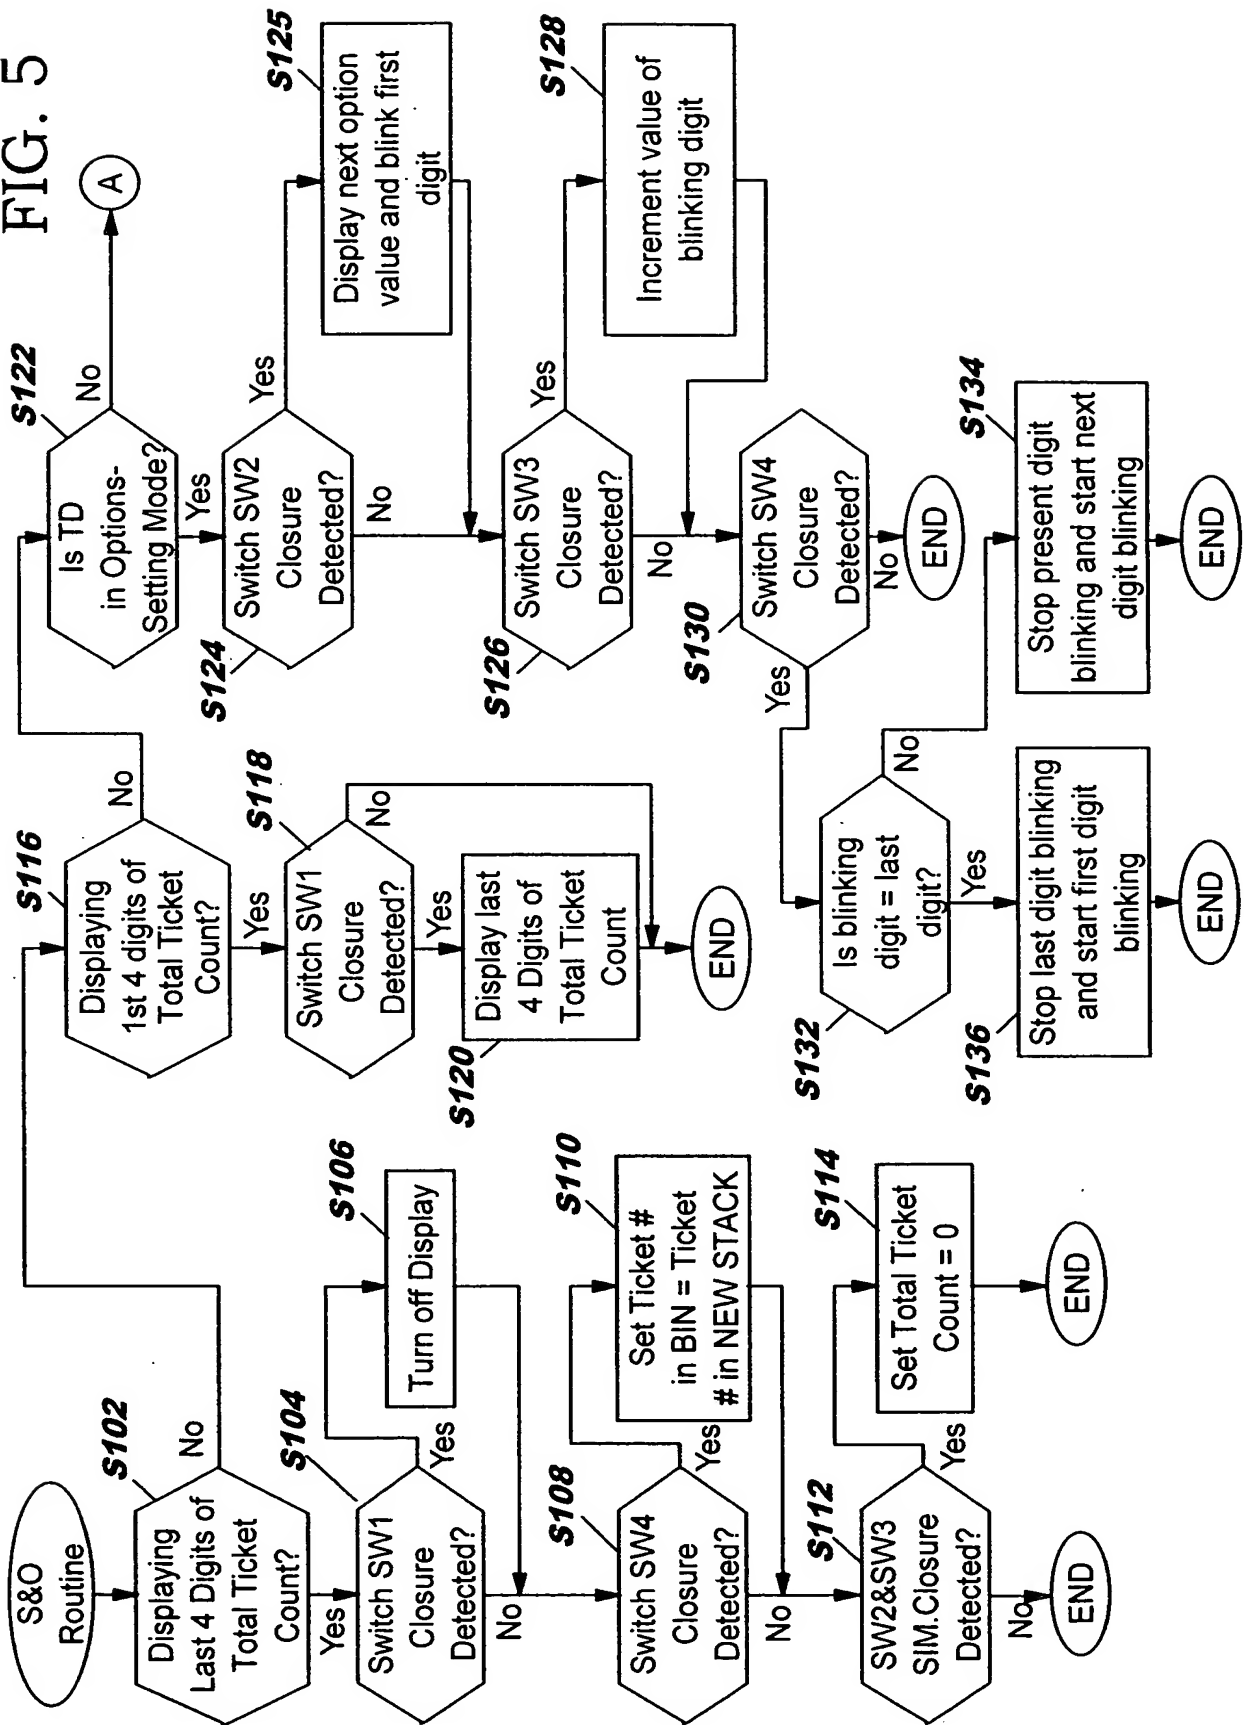 FIG. 5
S&O
Routine
S102
Displaying
Last 4 Digits of
Total Ticket
Count?
No
Yes
S104
Switch SW1
Closure
Detected?
Yes
No
S106
Turn off Display
S108
Switch SW4
Closure
Detected?
Yes
No
S110
Set Ticket #
in BIN = Ticket
# in NEW STACK
S112
SW2&SW3
SIM.Closure
Detected?
Yes
No
END
S114
Set Total Ticket
Count = 0
END
S116
Displaying
1st 4 digits of
Total Ticket
Count?
No
Yes
S118
Switch SW1
Closure
Detected?
No
Yes
S120
Display last
4 Digits of
Total Ticket
Count
END
S122
Is TD
in Options-
Setting Mode?
No
A
Yes
S124
Switch SW2
Closure
Detected?
Yes
No
S125
Display next option
value and blink first
digit
S126
Switch SW3
Closure
Detected?
Yes
No
S128
Increment value of
blinking digit
S130
Switch SW4
Closure
Detected?
Yes
No
END
S132
Is blinking
digit = last
digit?
No
Yes
S134
Stop present digit
blinking and start next
digit blinking
END
S136
Stop last digit blinking
and start first digit
blinking
END